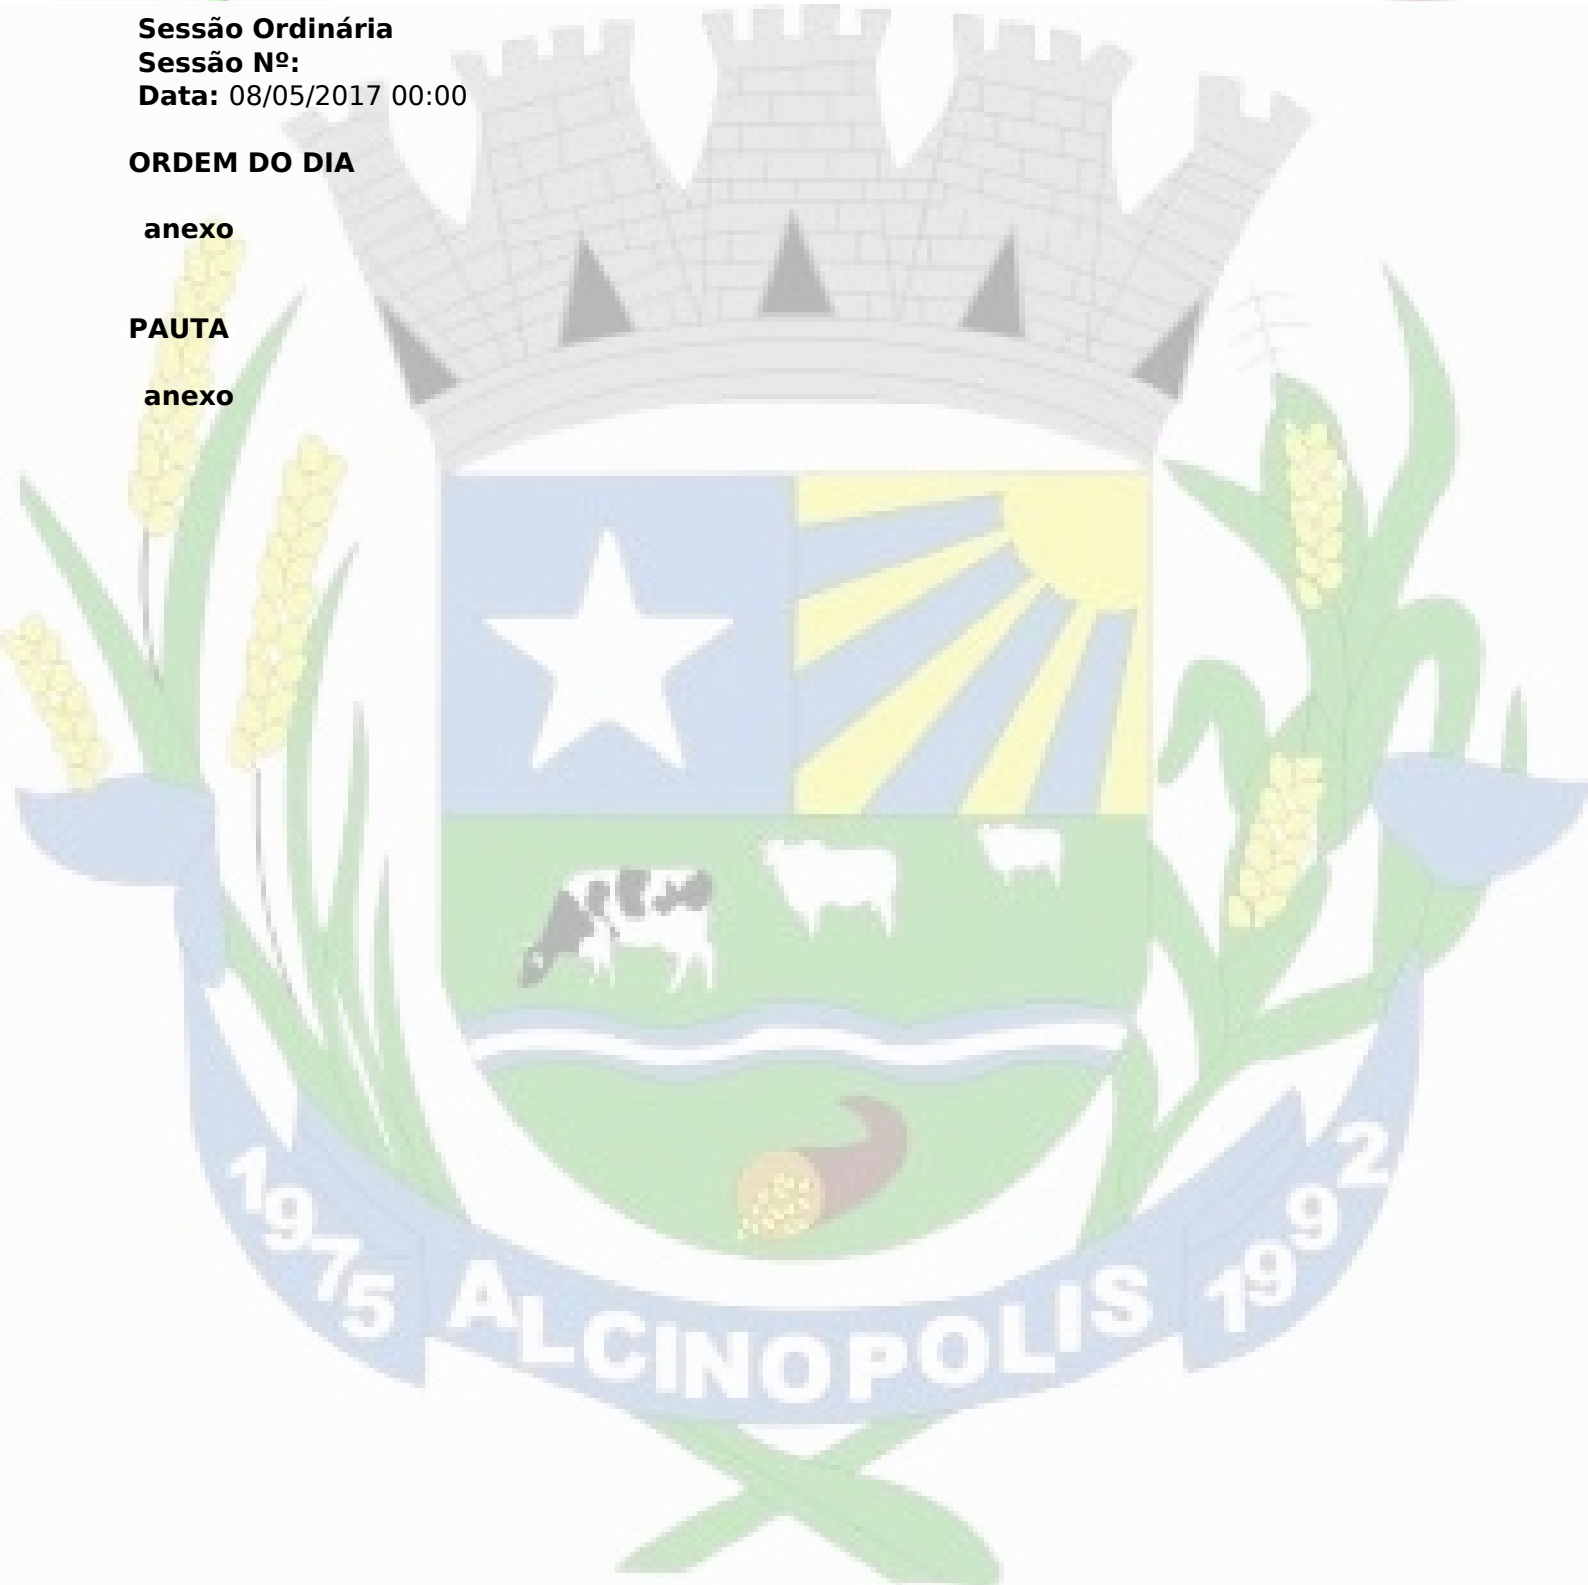 Sessão Ordinária
Sessão Nº:
Data: 08/05/2017 00:00
ORDEM DO DIA
anexo
PAUTA
anexo
1975 ALCINOPOLIS 1992